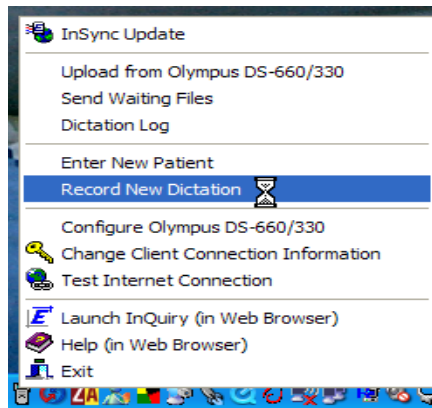 InSync Update
Upload from Olympus DS-660/330
Send Waiting Files
Dictation Log
Enter New Patient
Record New Dictation
Configure Olympus DS-660/330
Change Client Connection Information
Test Internet Connection
Launch InQuiry (in Web Browser)
Help (in Web Browser)
Exit